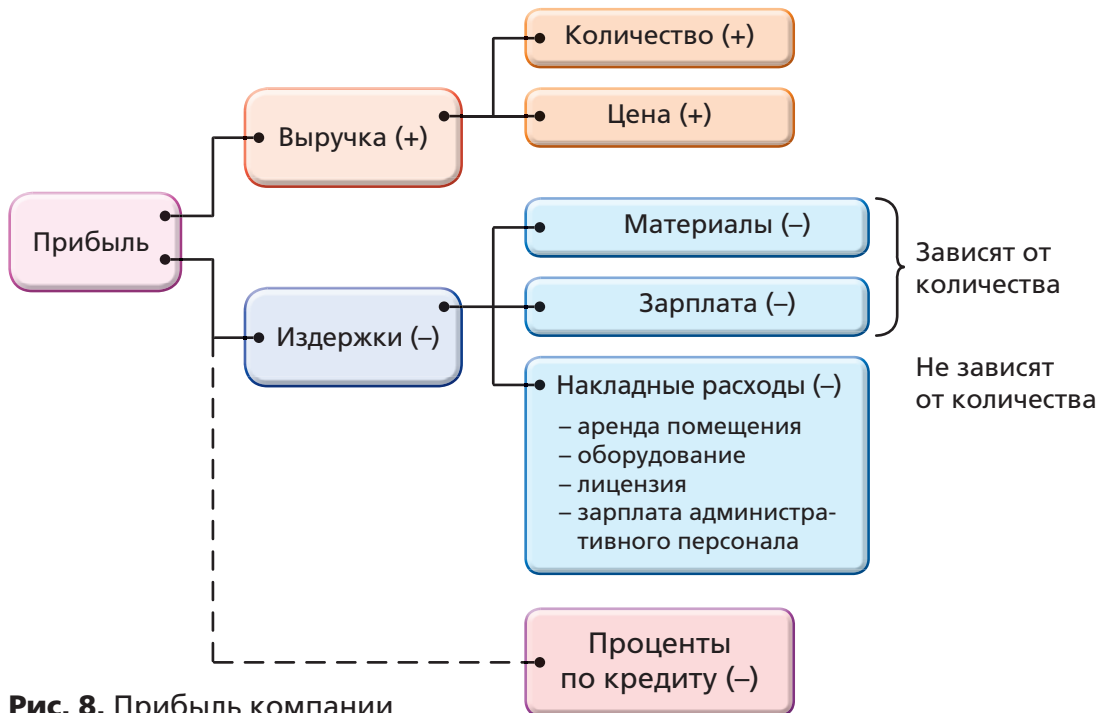 Количество (+)
Цена (+)
Выручка (+)
Прибыль
Материалы (–)
Зарплата (–)
Зависят от
количества
Издержки (–)
Накладные расходы (–)
– аренда помещения
– оборудование
– лицензия
– зарплата администра-
тивного персонала
Не зависят
от количества
Проценты
по кредиту (–)
Рис. 8. Прибыль компании